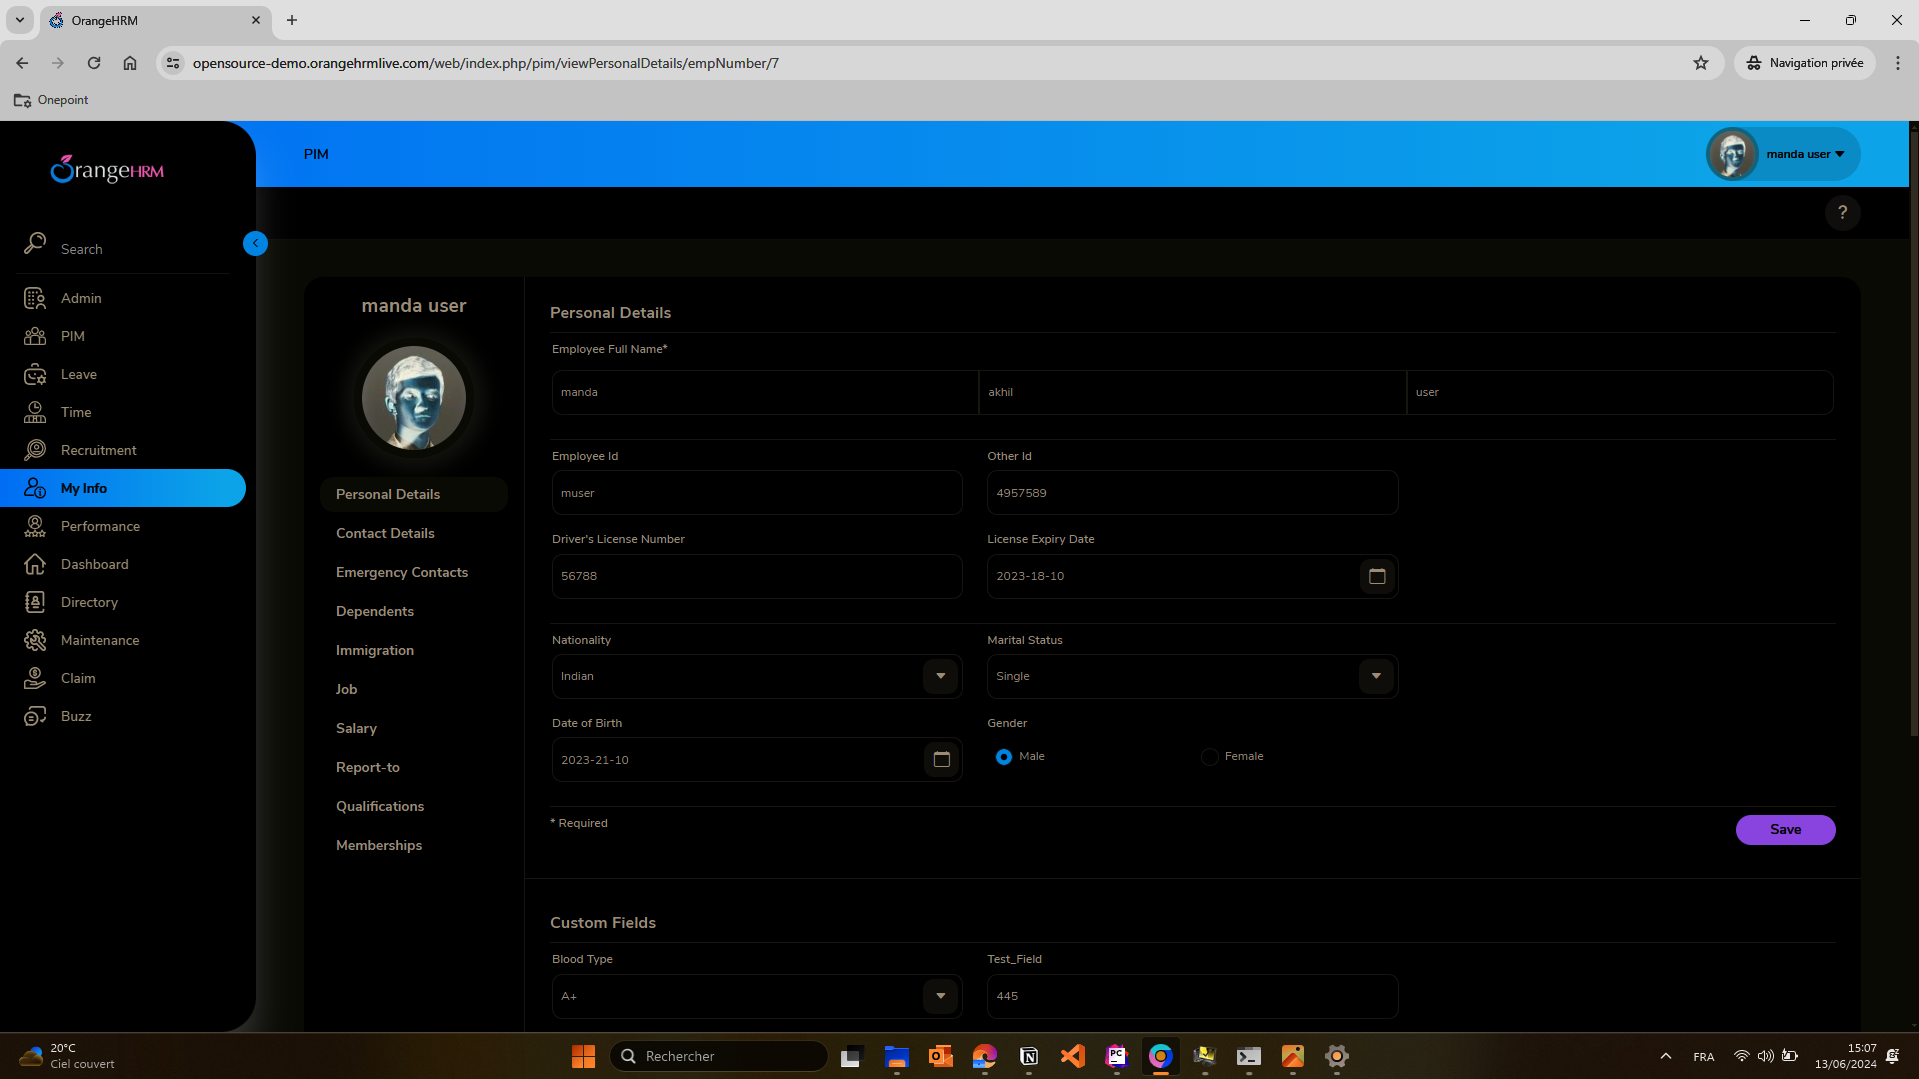 OrangeHRM
opensource-demo.orangehrmlive.com/web/index.php/pim/viewPersonalDetails/empNumber/7
Navigation privée
Onepoint
OrangeHRM
PIM
manda user
?
Search
Admin
PIM
Leave
Time
Recruitment
My Info
Performance
Dashboard
Directory
Maintenance
Claim
Buzz
manda user
Personal Details
Contact Details
Emergency Contacts
Dependents
Immigration
Job
Salary
Report-to
Qualifications
Memberships
Personal Details
Employee Full Name*
manda akhil user
Employee Id Other Id
muser 4957589
Driver's License Number License Expiry Date
56788 2023-18-10
Nationality Marital Status
Indian Single
Date of Birth Gender
2023-21-10 Male Female
* Required
Save
Custom Fields
Blood Type Test_Field
A+ 445
20°C
Ciel couvert
Rechercher
FRA
15:07
13/06/2024